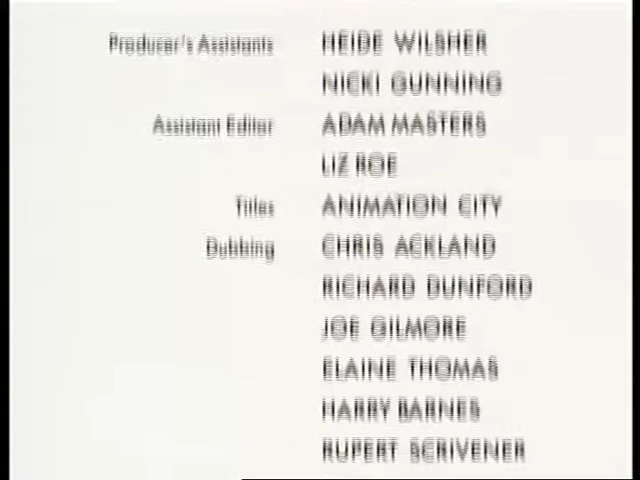 Producer's Assistants HEIDE WILSHER
NICKI GUNNING
Assistant Editor ADAM MASTERS
LIZ ROE
Titles ANIMATION CITY
Dubbing CHRIS ACKLAND
RICHARD DUNFORD
JOE GILMORE
ELAINE THOMAS
HARRY BARNES
RUPERT SCRIVENER